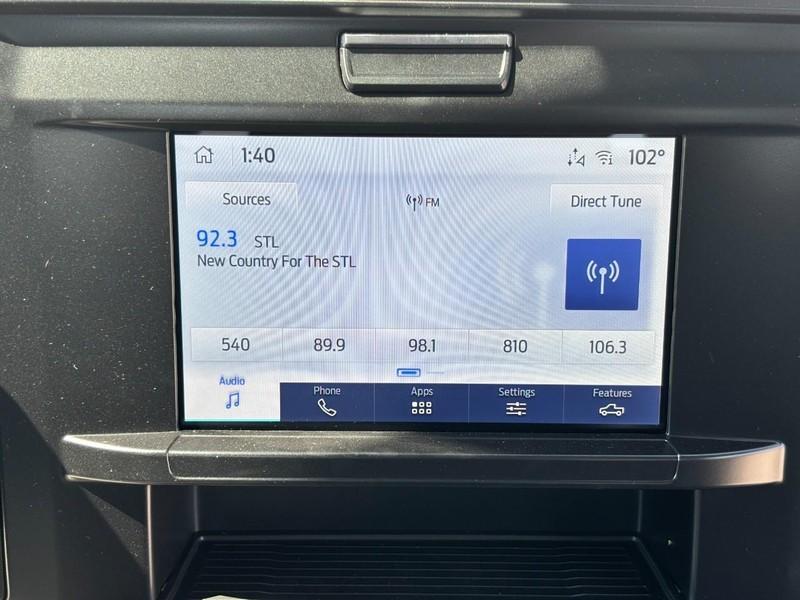 1:40 102°
Sources FM Direct Tune
92.3 STL
New Country For The STL
540 89.9 98.1 810 106.3
Audio Phone Apps Settings Features